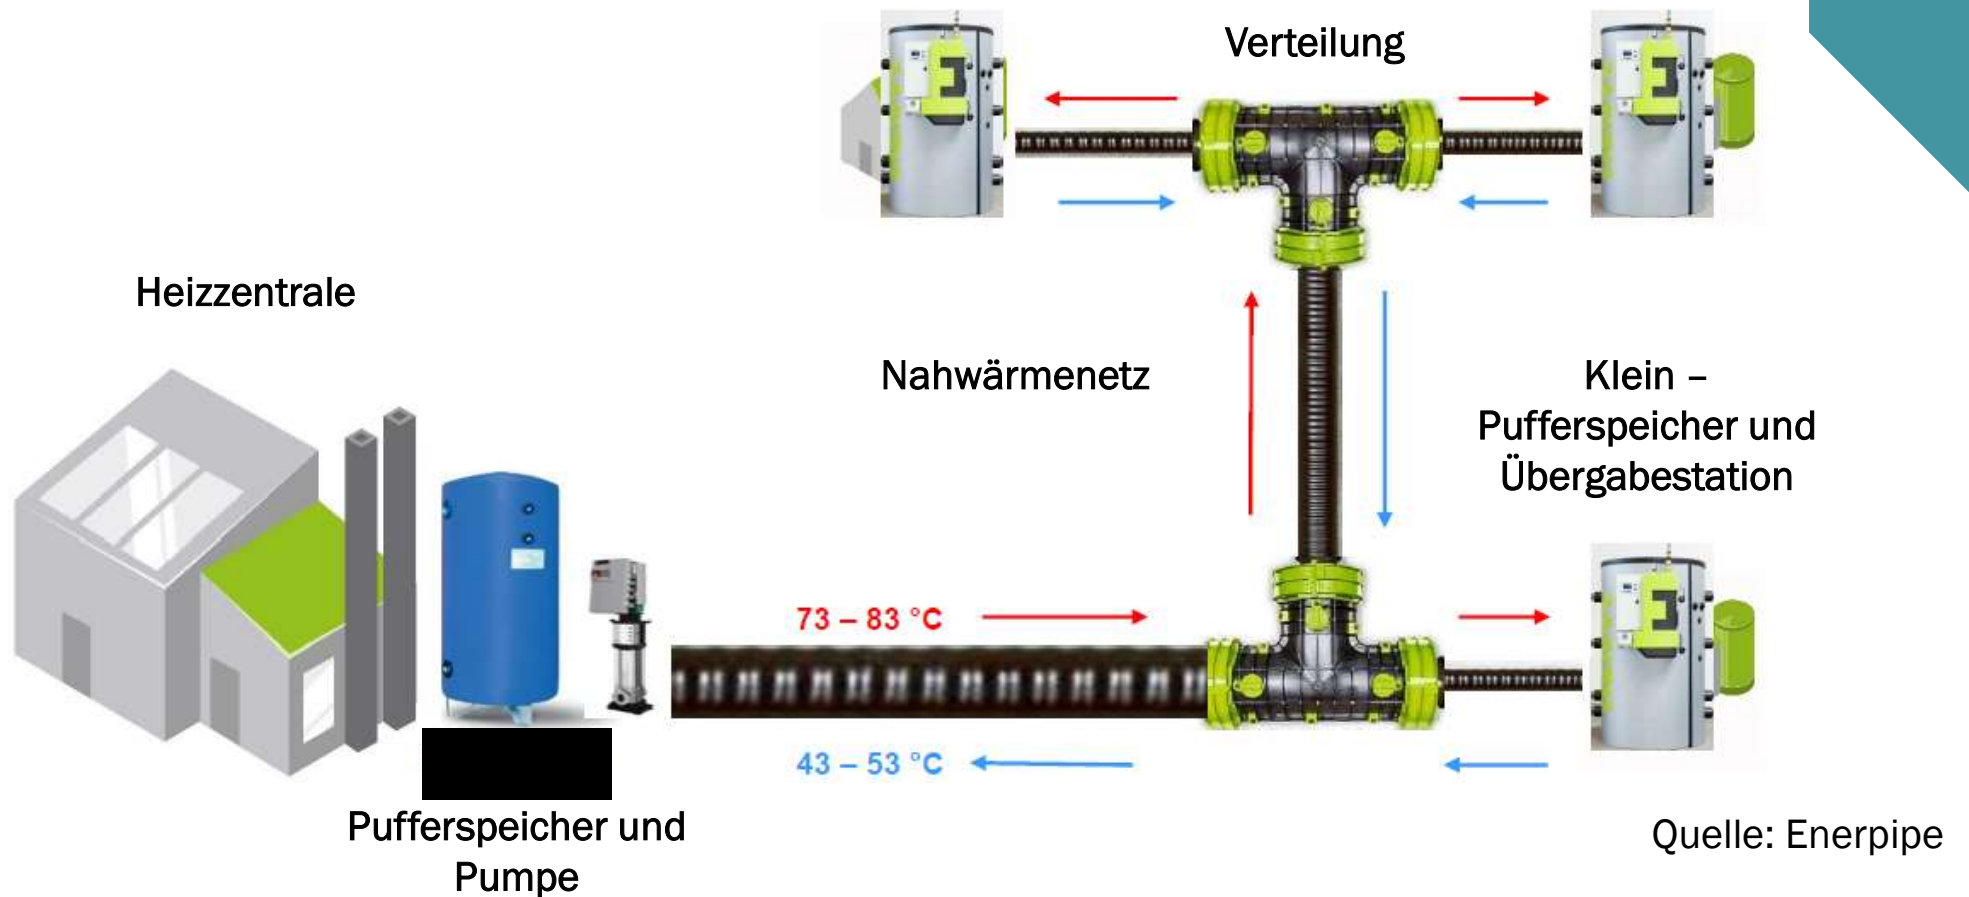 Verteilung
Heizzentrale
Nahwärmenetz
Klein –
Pufferspeicher und
Übergabestation
73 – 83 °C
43 – 53 °C
Pufferspeicher und
Pumpe
Quelle: Enerpipe